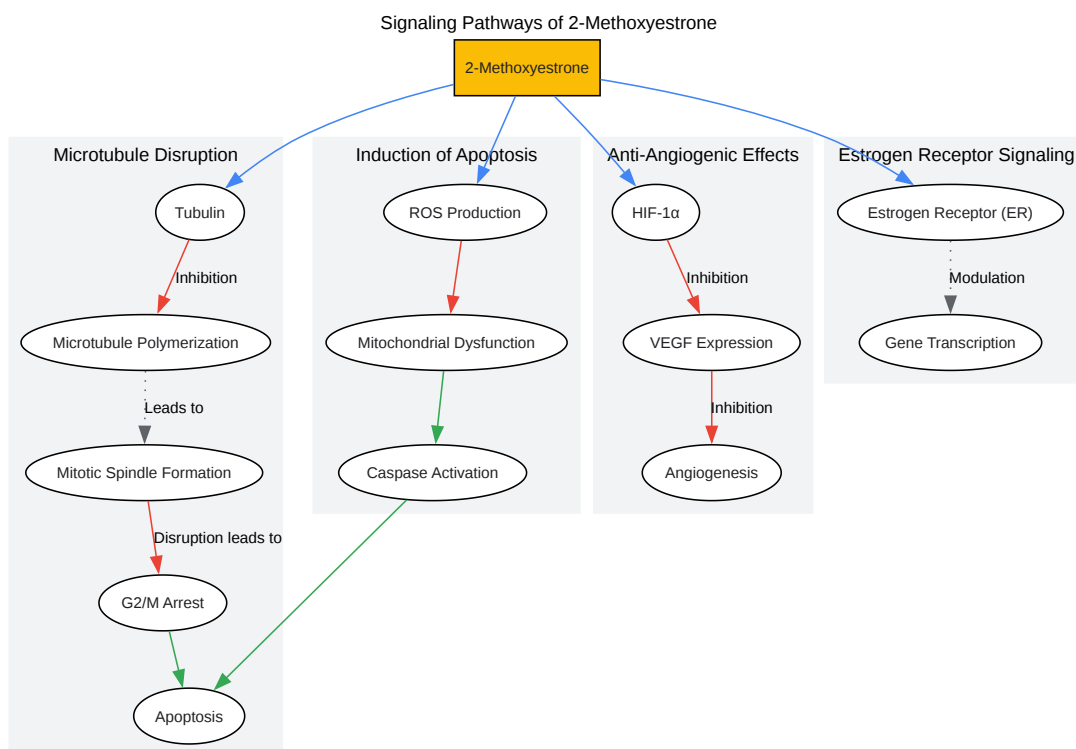 Signaling Pathways of 2-Methoxyestrone
2-Methoxyestrone
Microtubule Disruption
Tubulin
Inhibition
Microtubule Polymerization
Leads to
Mitotic Spindle Formation
Disruption leads to
G2/M Arrest
Apoptosis
Induction of Apoptosis
ROS Production
Mitochondrial Dysfunction
Caspase Activation
Anti-Angiogenic Effects
HIF-1α
Inhibition
VEGF Expression
Inhibition
Angiogenesis
Estrogen Receptor Signaling
Estrogen Receptor (ER)
Modulation
Gene Transcription